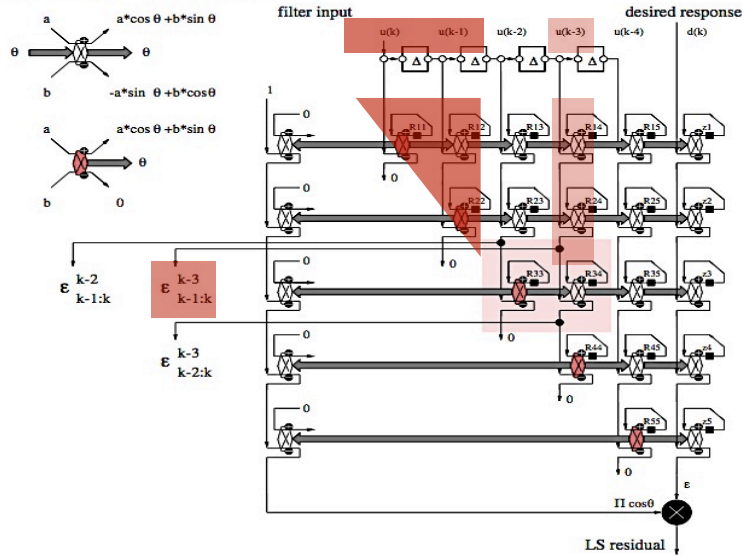 filter input
desired response
u(k) u(k-1) u(k-2) u(k-3) u(k-4) d(k)
a a*cos θ +b*sin θ
θ θ
b -a*sin θ +b*cosθ
Δ Δ Δ Δ
1
a a*cos θ +b*sin θ
θ
b 0
0 R11 R12 R13 R14 R15 z1
0
0 R22 R23 R24 R25 z2
0
ε k-2 k-1:k
ε k-3 k-1:k
0 R33 R34 R35 z3
0
ε k-3 k-2:k
0 R44 R45 z4
0
0 R55 z5
0
ε
Π cosθ
LS residual